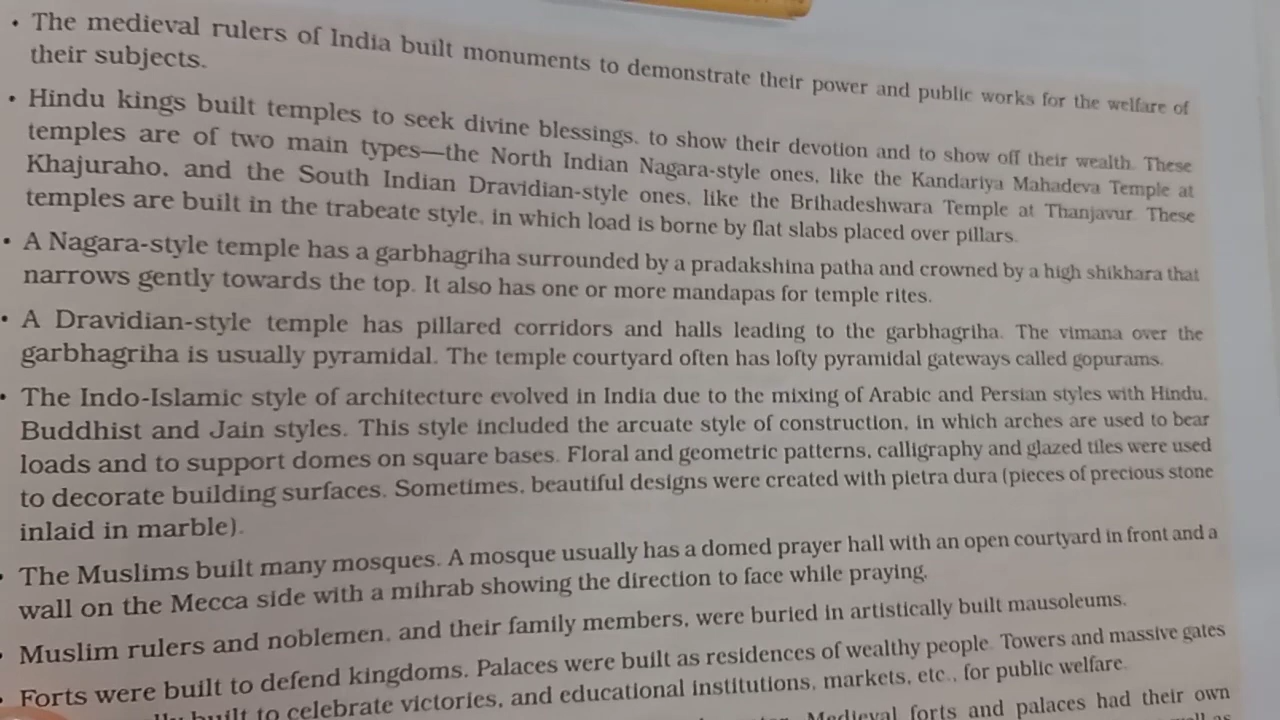 • The medieval rulers of India built monuments to demonstrate their power and public works for the welfare of
their subjects.
• Hindu kings built temples to seek divine blessings, to show their devotion and to show off their wealth. These
temples are of two main types—the North Indian Nagara-style ones, like the Kandariya Mahadeva Temple at
Khajuraho, and the South Indian Dravidian-style ones, like the Brihadeshwara Temple at Thanjavur. These
temples are built in the trabeate style, in which load is borne by flat slabs placed over pillars.
• A Nagara-style temple has a garbhagriha surrounded by a pradakshina patha and crowned by a high shikhara that
narrows gently towards the top. It also has one or more mandapas for temple rites.
• A Dravidian-style temple has pillared corridors and halls leading to the garbhagriha. The vimana over the
garbhagriha is usually pyramidal. The temple courtyard often has lofty pyramidal gateways called gopurams.
• The Indo-Islamic style of architecture evolved in India due to the mixing of Arabic and Persian styles with Hindu,
Buddhist and Jain styles. This style included the arcuate style of construction, in which arches are used to bear
loads and to support domes on square bases. Floral and geometric patterns, calligraphy and glazed tiles were used
to decorate building surfaces. Sometimes, beautiful designs were created with pietra dura (pieces of precious stone
inlaid in marble).
• The Muslims built many mosques. A mosque usually has a domed prayer hall with an open courtyard in front and a
wall on the Mecca side with a mihrab showing the direction to face while praying.
• Muslim rulers and noblemen, and their family members, were buried in artistically built mausoleums.
• Forts were built to defend kingdoms. Palaces were built as residences of wealthy people. Towers and massive gates
built to celebrate victories, and educational institutions, markets, etc., for public welfare.
Medieval forts and palaces had their own